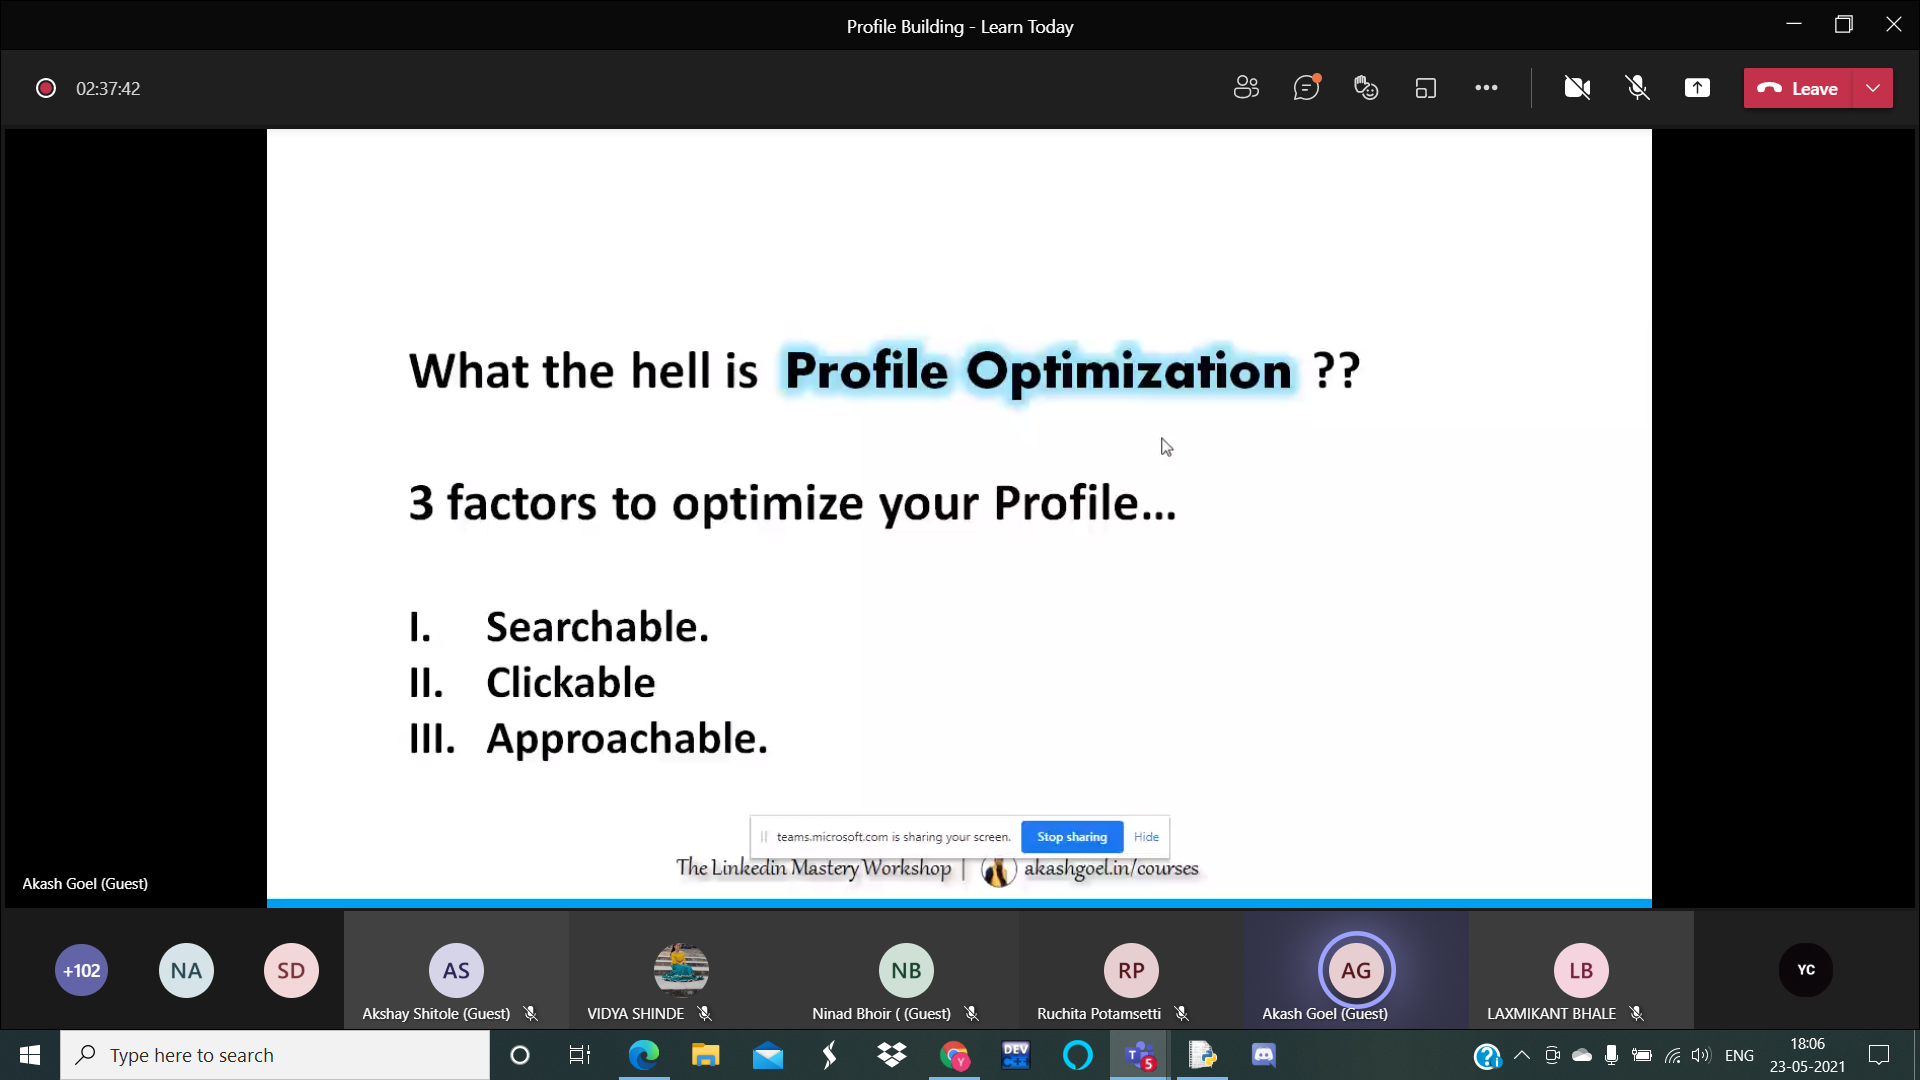 Profile Building - Learn Today
02:37:42
Leave
What the hell is Profile Optimization ??
3 factors to optimize your Profile...
I. Searchable.
II. Clickable
III. Approachable.
teams.microsoft.com is sharing your screen. Stop sharing Hide
The Linkedin Mastery Workshop | akashgoel.in/courses
Akash Goel (Guest)
+102 NA SD AS NB RP AG LB YC
Akshay Shitole (Guest) VIDYA SHINDE Ninad Bhoir ( (Guest) Ruchita Potamsetti Akash Goel (Guest) LAXMIKANT BHALE
Type here to search
DEV C++
T 5
ENG
18:06
23-05-2021